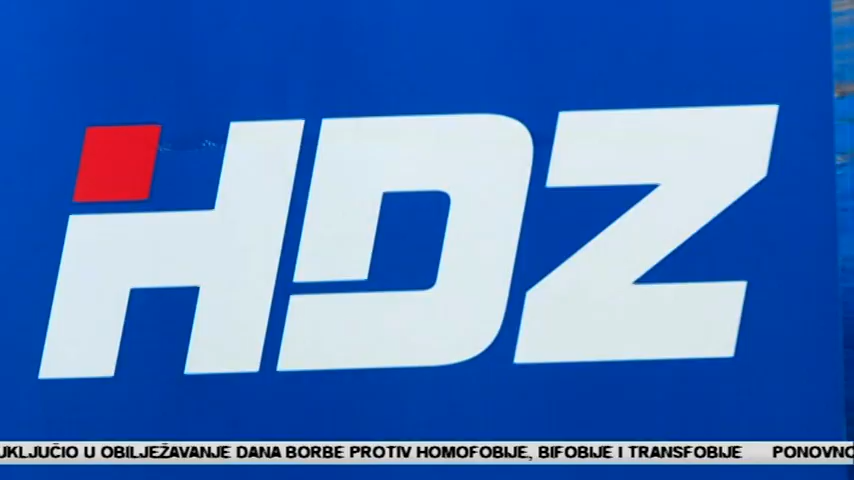 HDZ
UKLJUČIO U OBILJEŽAVANJE DANA BORBE PROTIV HOMOFOBIJE, BIFOBIJE I TRANSFOBIJE PONOVNO